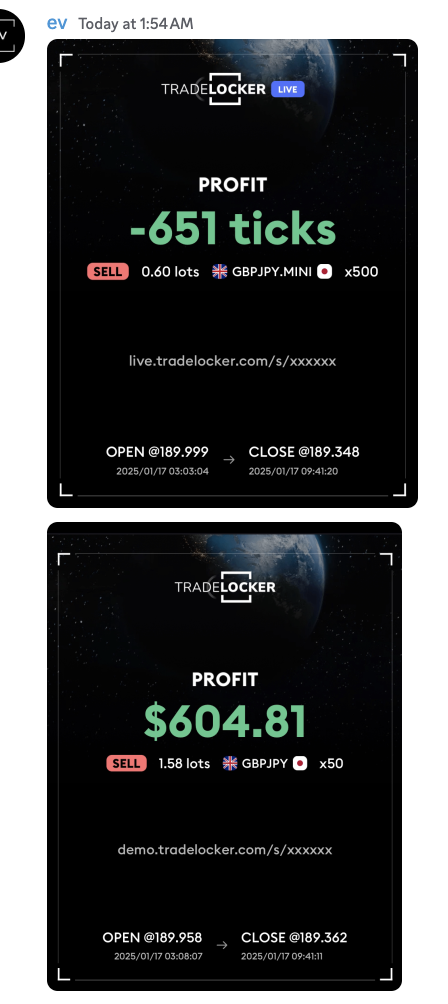 ev Today at 1:54 AM
TRADELOCKER LIVE
PROFIT
-651 ticks
SELL 0.60 lots GBPJPY.MINI x500
live.tradelocker.com/s/xxxxxx
OPEN @189.999 → CLOSE @189.348
2025/01/17 03:03:04 2025/01/17 09:41:20
TRADELOCKER
PROFIT
$604.81
SELL 1.58 lots GBPJPY x50
demo.tradelocker.com/s/xxxxxx
OPEN @189.958 → CLOSE @189.362
2025/01/17 03:08:07 2025/01/17 09:41:11